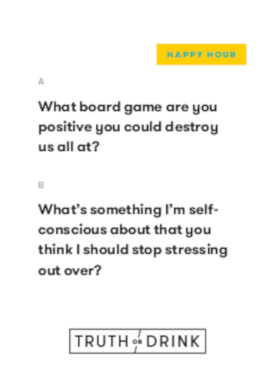 HAPPY HOUR
A
What board game are you
positive you could destroy
us all at?
B
What's something I'm self-
conscious about that you
think I should stop stressing
out over?
TRUTH OR DRINK